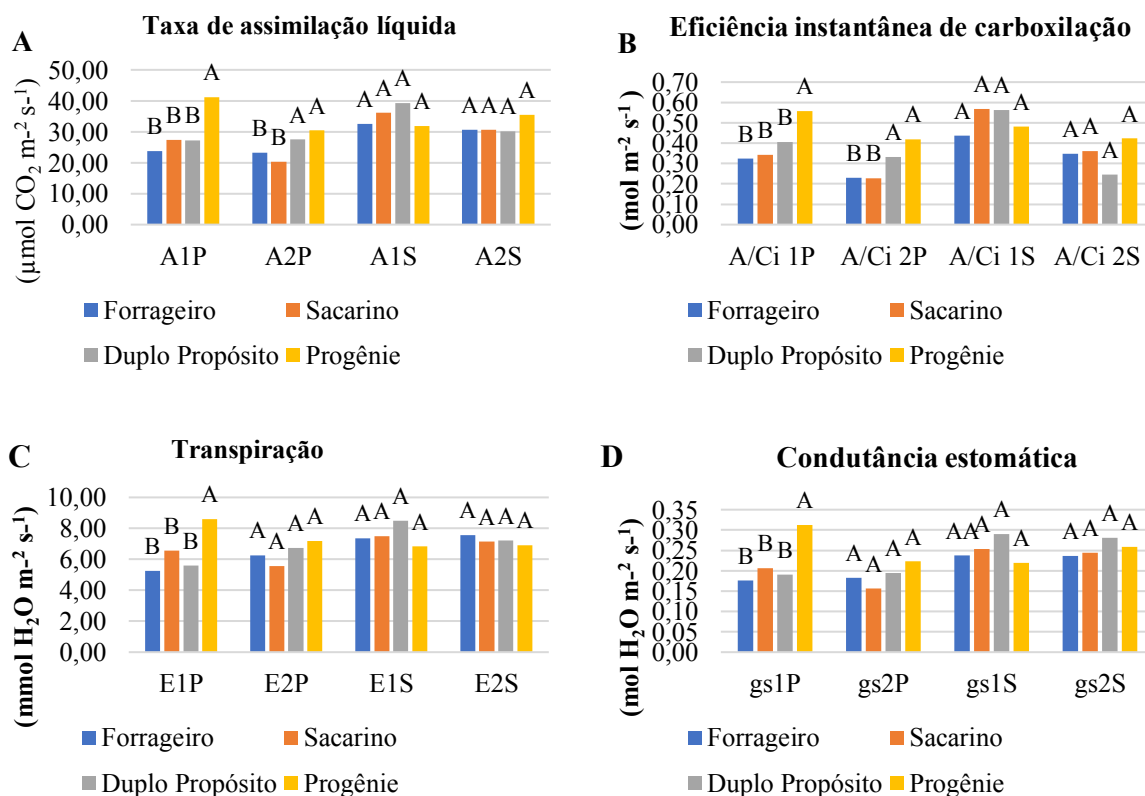 A
Taxa de assimilação líquida
(µmol CO2 m-² s-¹)
50,00
40,00
30,00
20,00
10,00
0,00
B B B A
B B A A
A A A A
A A A A
A1P A2P A1S A2S
Forrageiro Sacarino
Duplo Propósito Progênie
B
Eficiência instantânea de carboxilação
(mol m-² s-¹)
0,70
0,60
0,50
0,40
0,30
0,20
0,10
0,00
B B B A
B B A A
A A A A
A A A A
A/Ci 1P A/Ci 2P A/Ci 1S A/Ci 2S
Forrageiro Sacarino
Duplo Propósito Progênie
C
Transpiração
(mmol H2O m-² s-¹)
10,00
8,00
6,00
4,00
2,00
0,00
B B B A
A A A A
A A A A
A A A A
E1P E2P E1S E2S
Forrageiro Sacarino
Duplo Propósito Progênie
D
Condutância estomática
(mol H2O m-² s-¹)
0,35
0,30
0,25
0,20
0,15
0,10
0,05
0,00
B B B A
A A A A
AA A A A
A A A A
gs1P gs2P gs1S gs2S
Forrageiro Sacarino
Duplo Propósito Progênie